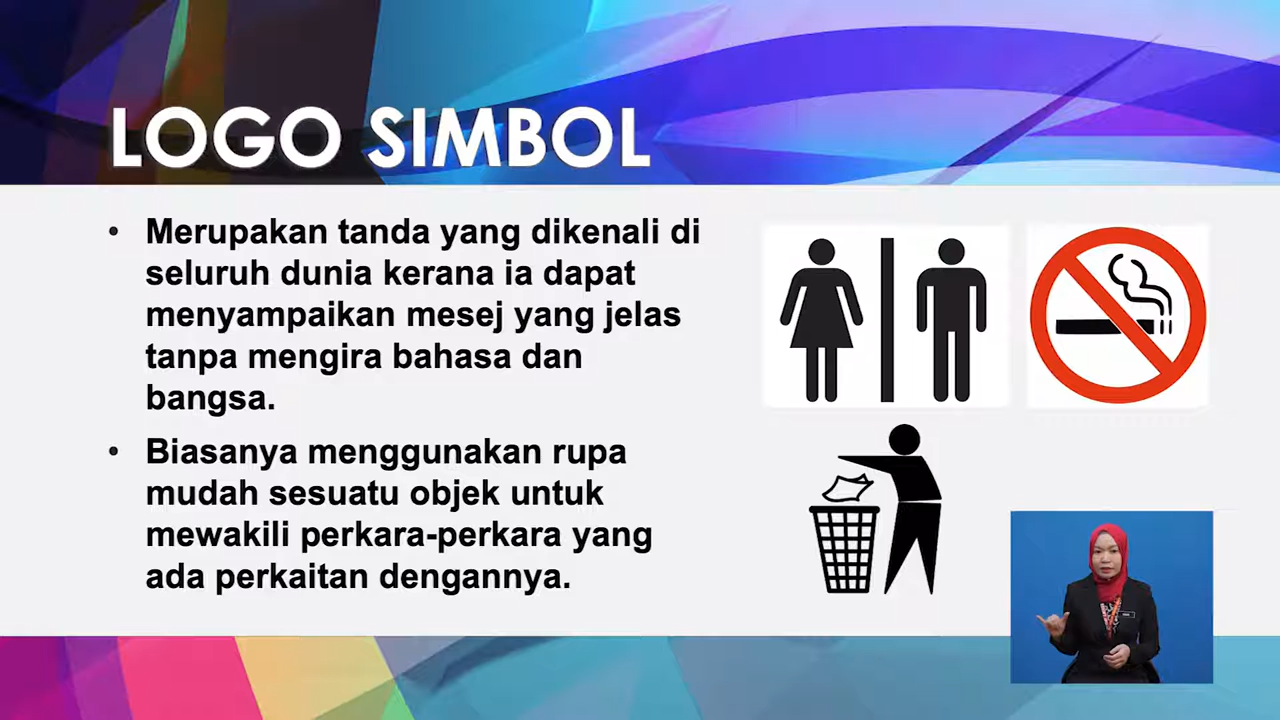 LOGO SIMBOL
• Merupakan tanda yang dikenali di
seluruh dunia kerana ia dapat
menyampaikan mesej yang jelas
tanpa mengira bahasa dan
bangsa.
• Biasanya menggunakan rupa
mudah sesuatu objek untuk
mewakili perkara-perkara yang
ada perkaitan dengannya.